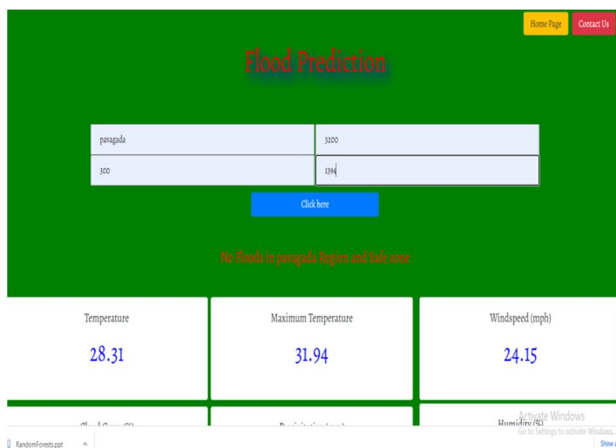 Home Page Contact Us
Flood Prediction
pavagada 3200
300 1394
Click here
No Floods in pavagada Region and Safe zone
Temperature Maximum Temperature Windspeed (mph)
28.31 31.94 24.15
Humidity (%)
Activate Windows
Go to Settings to activate Windows.
RandomForests.ppt Show